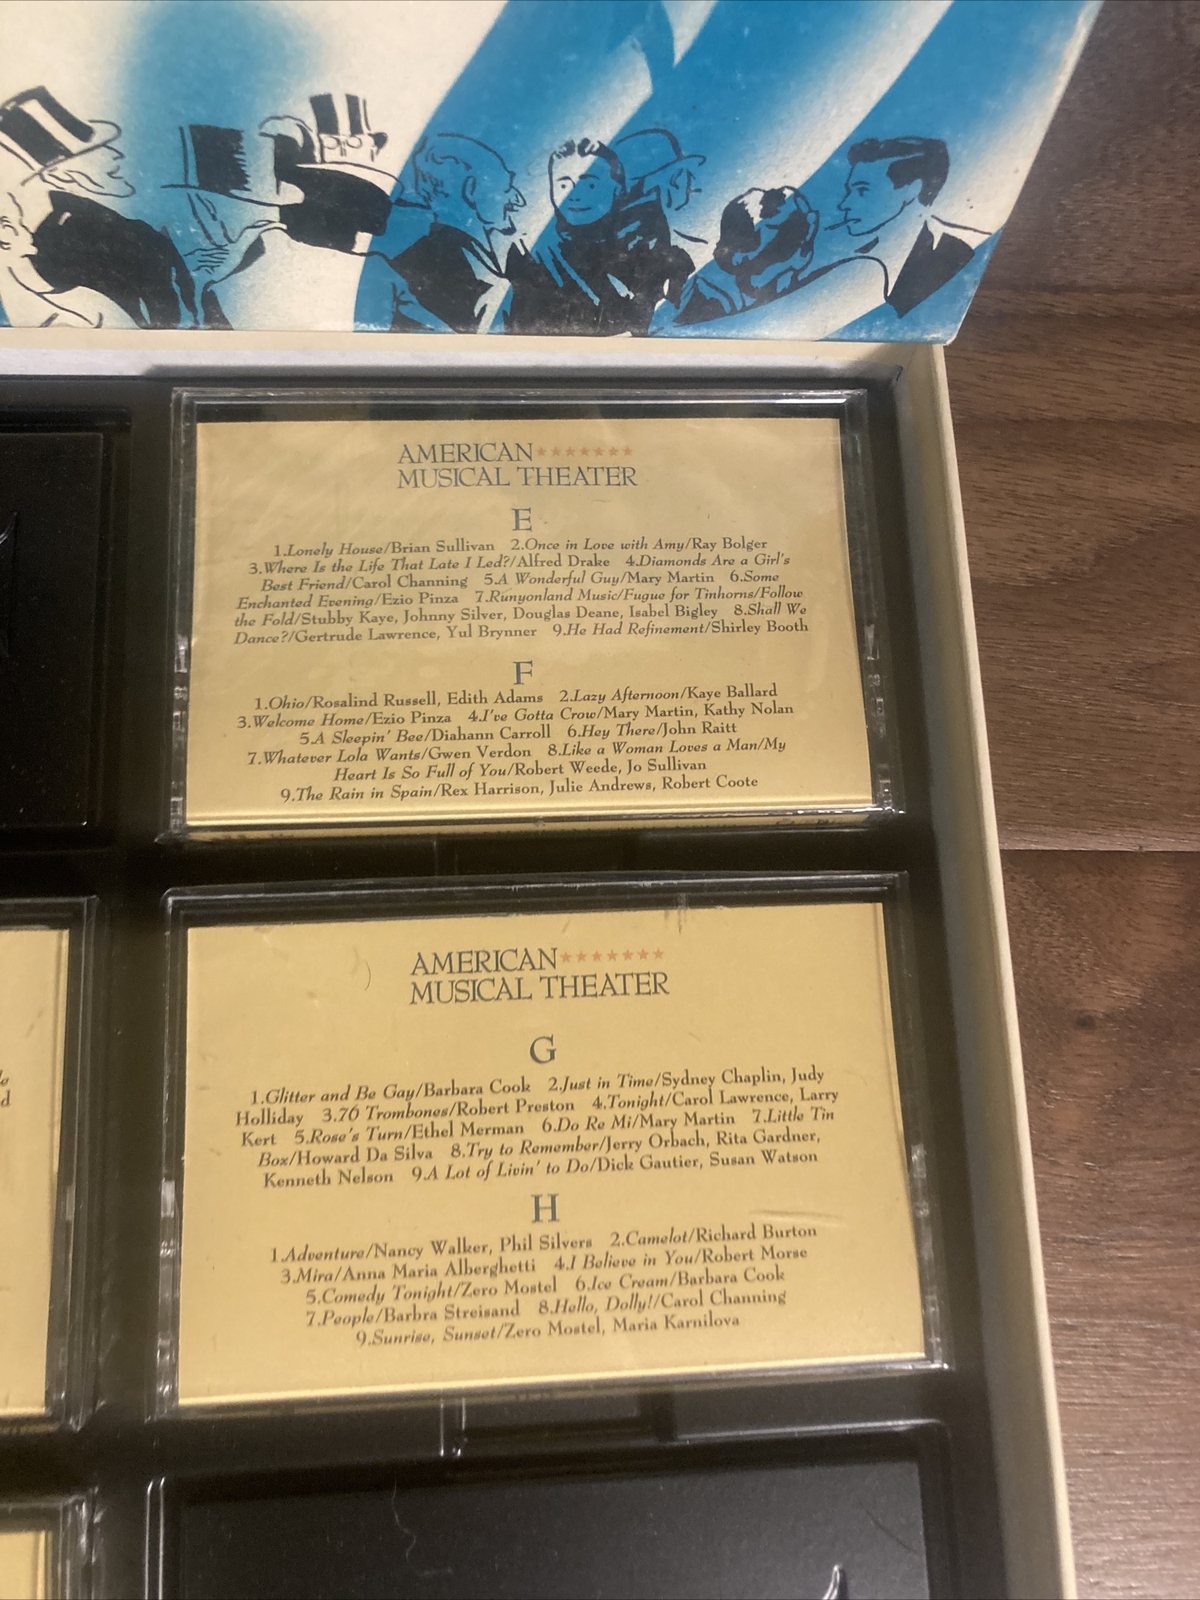 AMERICAN★★★★★★★
MUSICAL THEATER
E
1.Lonely House/Brian Sullivan 2.Once in Love with Amy/Ray Bolger
3.Where Is the Life That Late I Led?/Alfred Drake 4.Diamonds Are a Girl's
Best Friend/Carol Channing 5.A Wonderful Guy/Mary Martin 6.Some
Enchanted Evening/Ezio Pinza 7.Runyonland Music/Fugue for Tinhorns/Follow
the Fold/Stubby Kaye, Johnny Silver, Douglas Deane, Isabel Bigley 8.Shall We
Dance?/Gertrude Lawrence, Yul Brynner 9.He Had Refinement/Shirley Booth
F
1.Ohio/Rosalind Russell, Edith Adams 2.Lazy Afternoon/Kaye Ballard
3.Welcome Home/Ezio Pinza 4.I've Gotta Crow/Mary Martin, Kathy Nolan
5.A Sleepin' Bee/Diahann Carroll 6.Hey There/John Raitt
7.Whatever Lola Wants/Gwen Verdon 8.Like a Woman Loves a Man/My
Heart Is So Full of You/Robert Weede, Jo Sullivan
9.The Rain in Spain/Rex Harrison, Julie Andrews, Robert Coote
AMERICAN★★★★★★★
MUSICAL THEATER
G
1.Glitter and Be Gay/Barbara Cook 2.Just in Time/Sydney Chaplin, Judy
Holliday 3.76 Trombones/Robert Preston 4.Tonight/Carol Lawrence, Larry
Kert 5.Rose's Turn/Ethel Merman 6.Do Re Mi/Mary Martin 7.Little Tin
Box/Howard Da Silva 8.Try to Remember/Jerry Orbach, Rita Gardner,
Kenneth Nelson 9.A Lot of Livin' to Do/Dick Gautier, Susan Watson
H
1.Adventure/Nancy Walker, Phil Silvers 2.Camelot/Richard Burton
3.Mira/Anna Maria Alberghetti 4.I Believe in You/Robert Morse
5.Comedy Tonight/Zero Mostel 6.Ice Cream/Barbara Cook
7.People/Barbra Streisand 8.Hello, Dolly!/Carol Channing
9.Sunrise, Sunset/Zero Mostel, Maria Karnilova